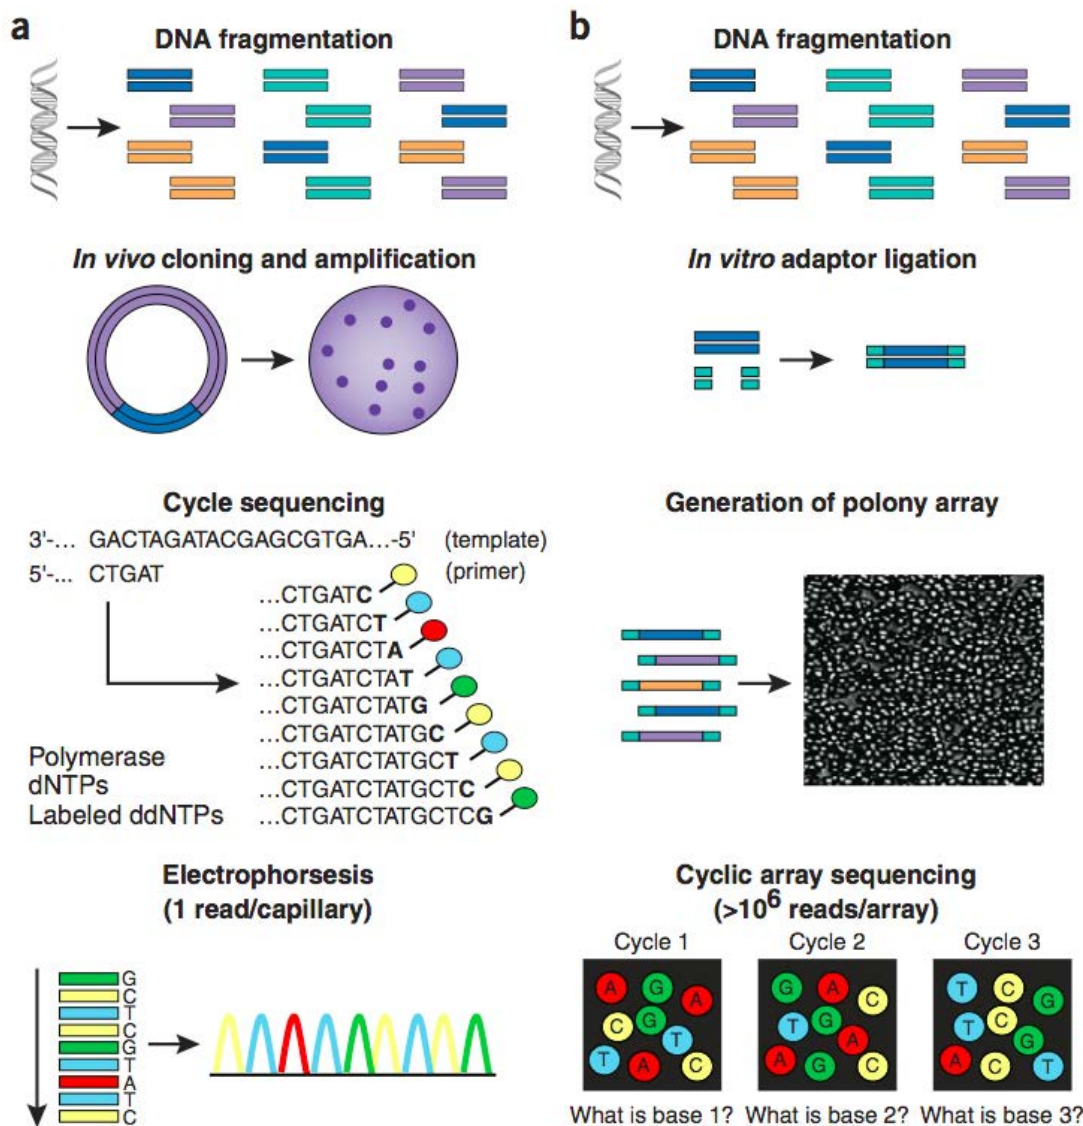 a
DNA fragmentation
In vivo cloning and amplification
Cycle sequencing
3'-... GACTAGATACGAGCGTGA...-5' (template)
5'-... CTGAT (primer)
...CTGATC
...CTGATCT
...CTGATCTA
...CTGATCTAT
...CTGATCTATG
...CTGATCTATGC
...CTGATCTATGCT
...CTGATCTATGCTC
...CTGATCTATGCTCG
Polymerase
dNTPs
Labeled ddNTPs
Electrophorsesis
(1 read/capillary)
G
C
T
C
G
T
A
T
C
b
DNA fragmentation
In vitro adaptor ligation
Generation of polony array
Cyclic array sequencing
(>10⁶ reads/array)
Cycle 1
A G A
C G T
T A C
What is base 1?
Cycle 2
G A C
T G A
A G C
What is base 2?
Cycle 3
T C G
T C G
A C T
What is base 3?